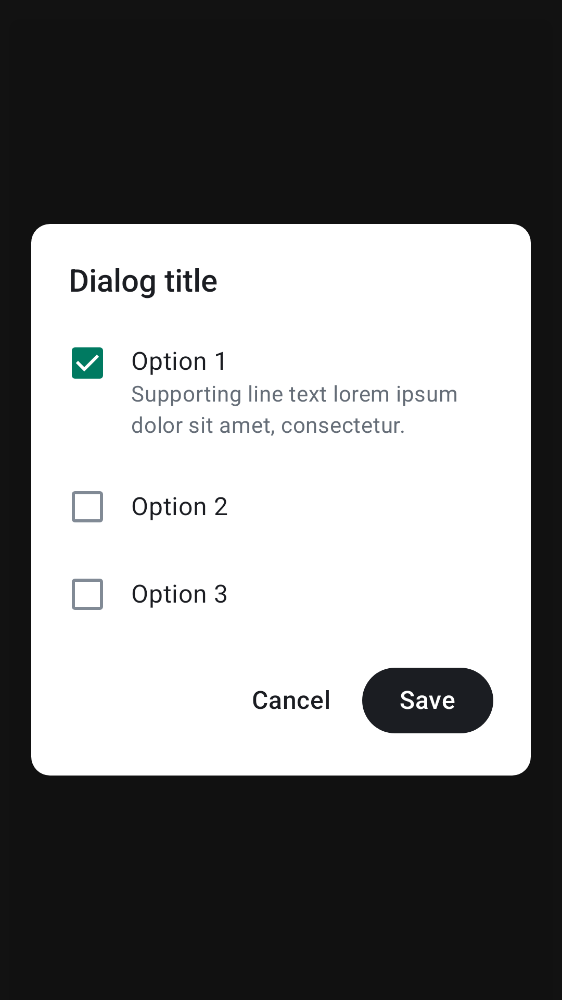 Dialog title
Option 1
Supporting line text lorem ipsum
dolor sit amet, consectetur.
Option 2
Option 3
Cancel Save